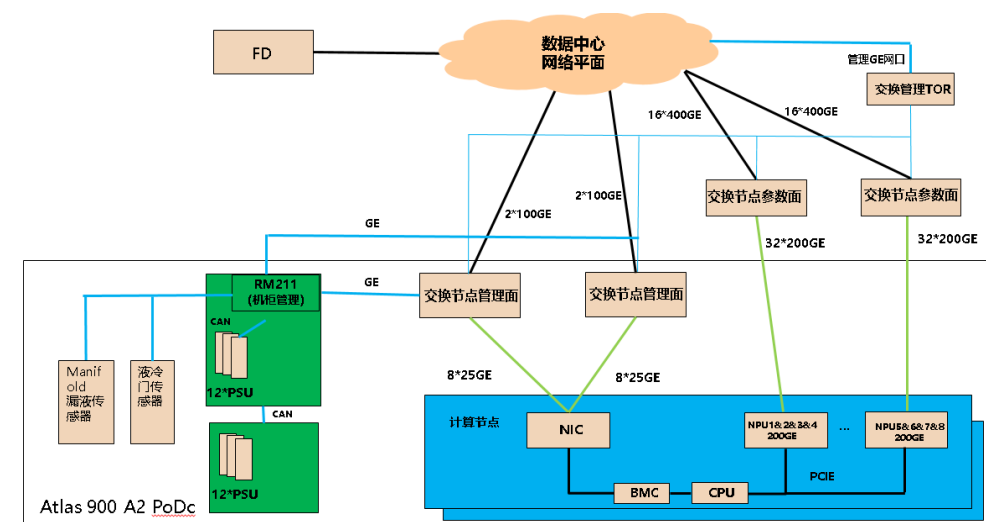 数据中心
网络平面
FD
管理GE网口
交换管理TOR
16*400GE
16*400GE
交换节点参数面
交换节点参数面
2*100GE
2*100GE
GE
32*200GE
32*200GE
RM211
(机柜管理)
GE
交换节点管理面
交换节点管理面
CAN
12*PSU
Manif
old
漏液传
感器
液冷
门传
感器
CAN
12*PSU
8*25GE
8*25GE
计算节点
NIC
NPU1&2&3&4
200GE
...
NPU5&6&7&8
200GE
PCIE
BMC
CPU
Atlas 900 A2 PoDc